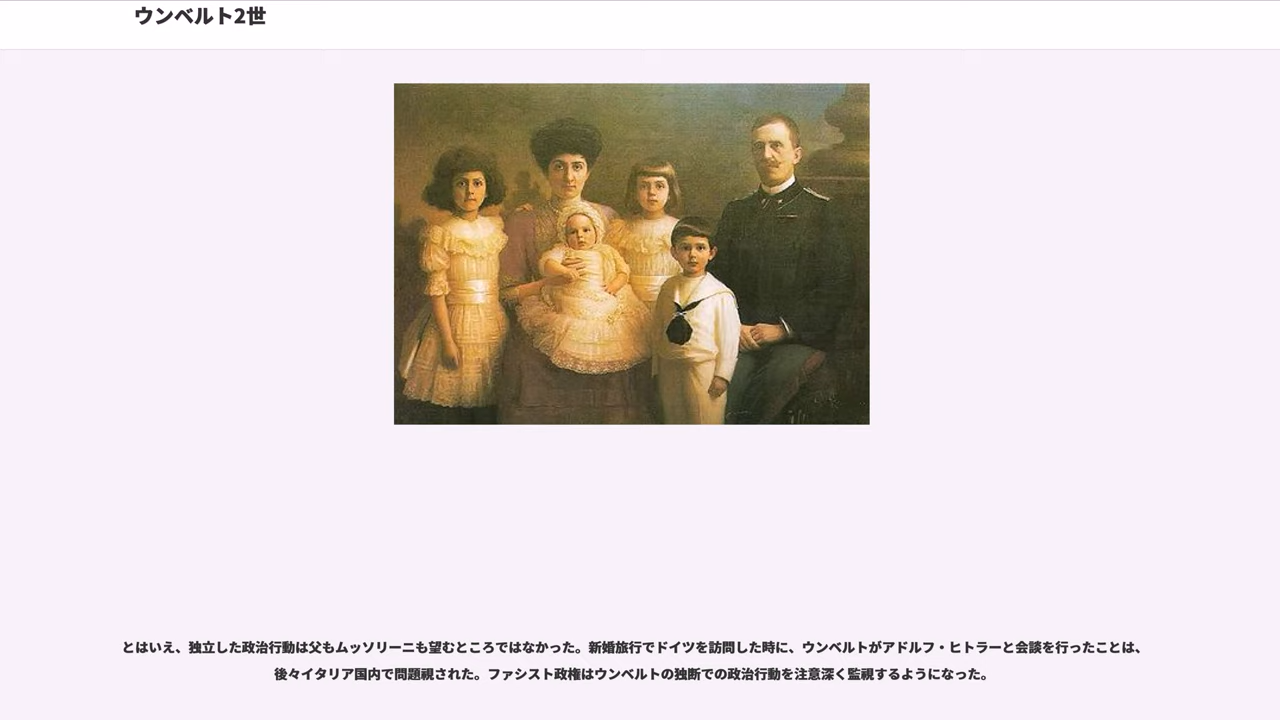 ウンベルト2世
とはいえ、独立した政治行動は父もムッソリーニも望むところではなかった。新婚旅行でドイツを訪問した時に、ウンベルトがアドルフ・ヒトラーと会談を行ったことは、
後々イタリア国内で問題視された。ファシスト政権はウンベルトの独断での政治行動を注意深く監視するようになった。